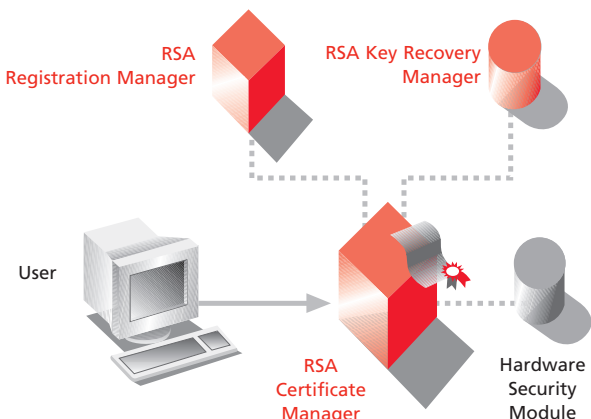 RSA
Registration Manager
RSA Key Recovery
Manager
User
RSA
Certificate
Manager
Hardware
Security
Module